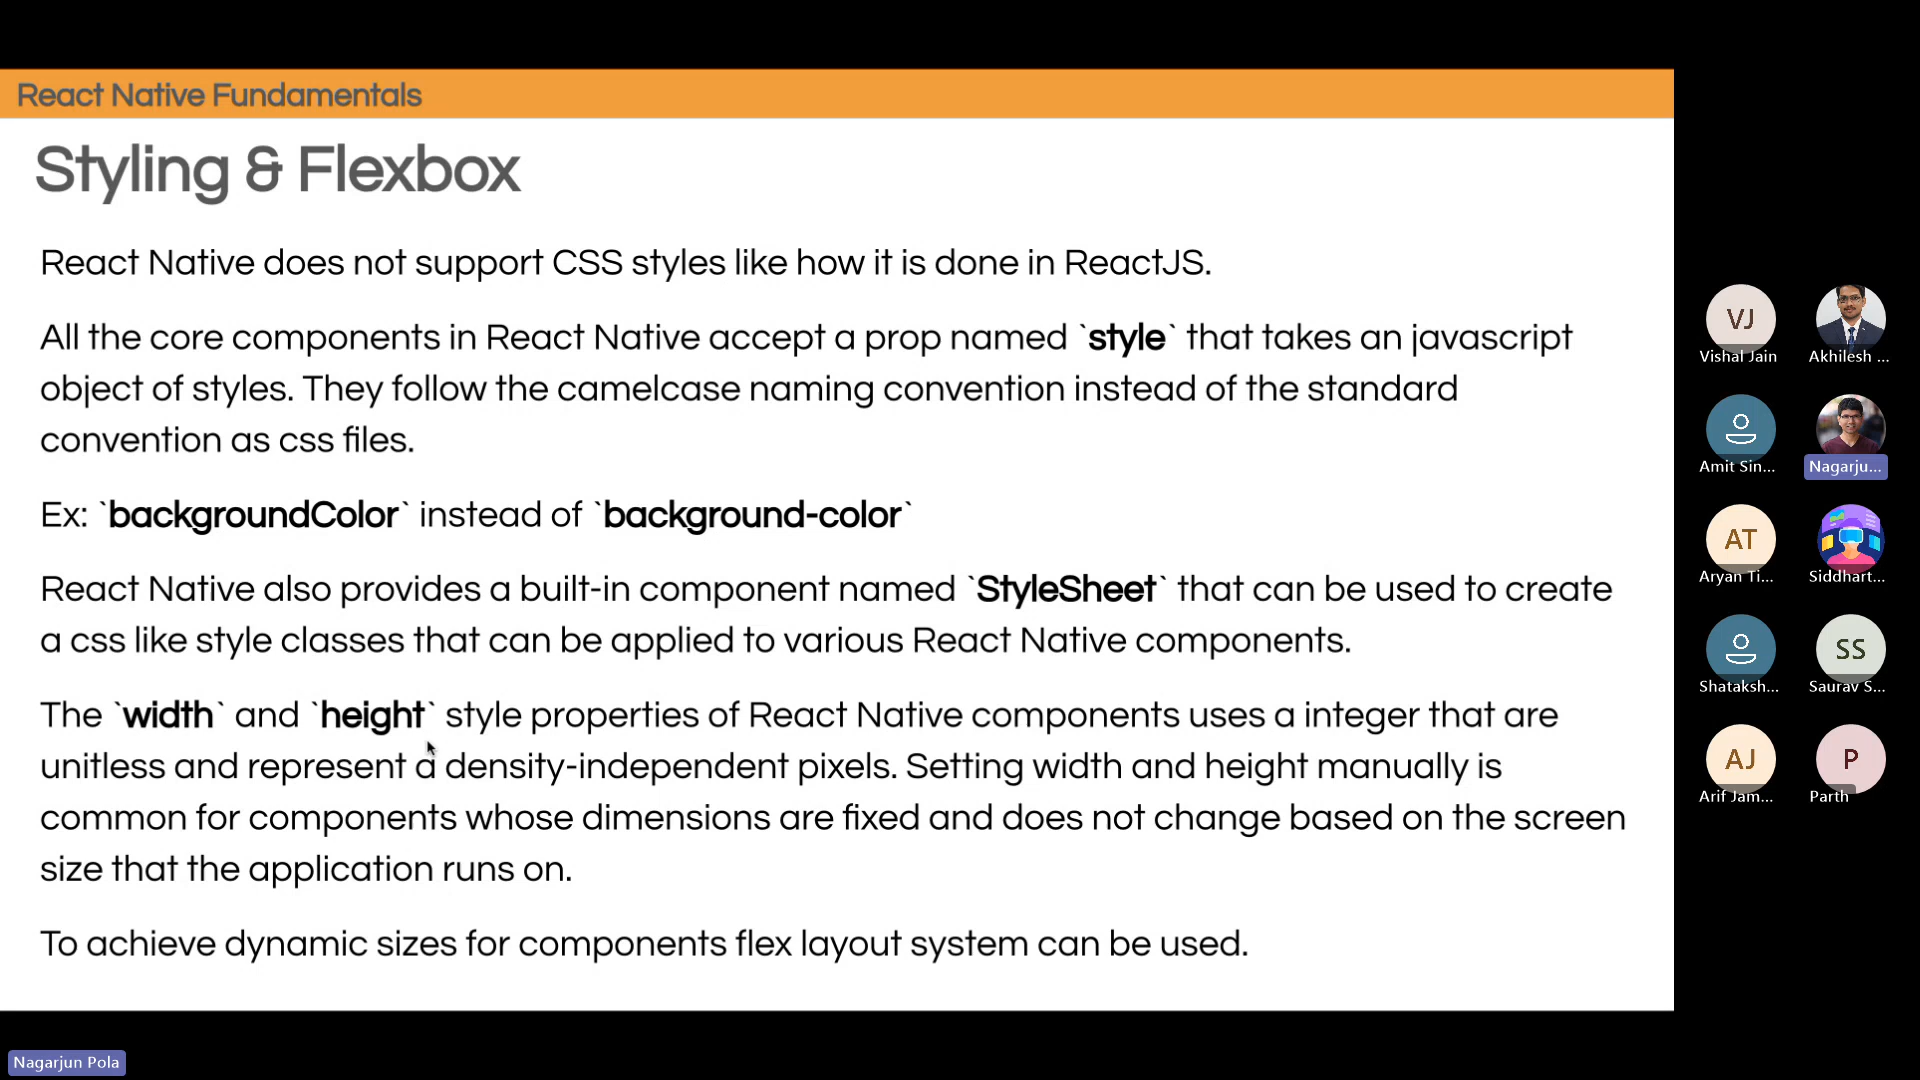 React Native Fundamentals
Styling & Flexbox
React Native does not support CSS styles like how it is done in ReactJS.
All the core components in React Native accept a prop named `style` that takes an javascript
object of styles. They follow the camelcase naming convention instead of the standard
convention as css files.
Ex: `backgroundColor` instead of `background-color`
React Native also provides a built-in component named `StyleSheet` that can be used to create
a css like style classes that can be applied to various React Native components.
The `width` and `height` style properties of React Native components uses a integer that are
unitless and represent a density-independent pixels. Setting width and height manually is
common for components whose dimensions are fixed and does not change based on the screen
size that the application runs on.
To achieve dynamic sizes for components flex layout system can be used.
VJ
Vishal Jain
Akhilesh ...
Amit Sin...
Nagarju...
AT
Aryan Ti...
Siddhart...
Shataksh...
SS
Saurav S...
AJ
Arif Jam...
P
Parth
Nagarjun Pola